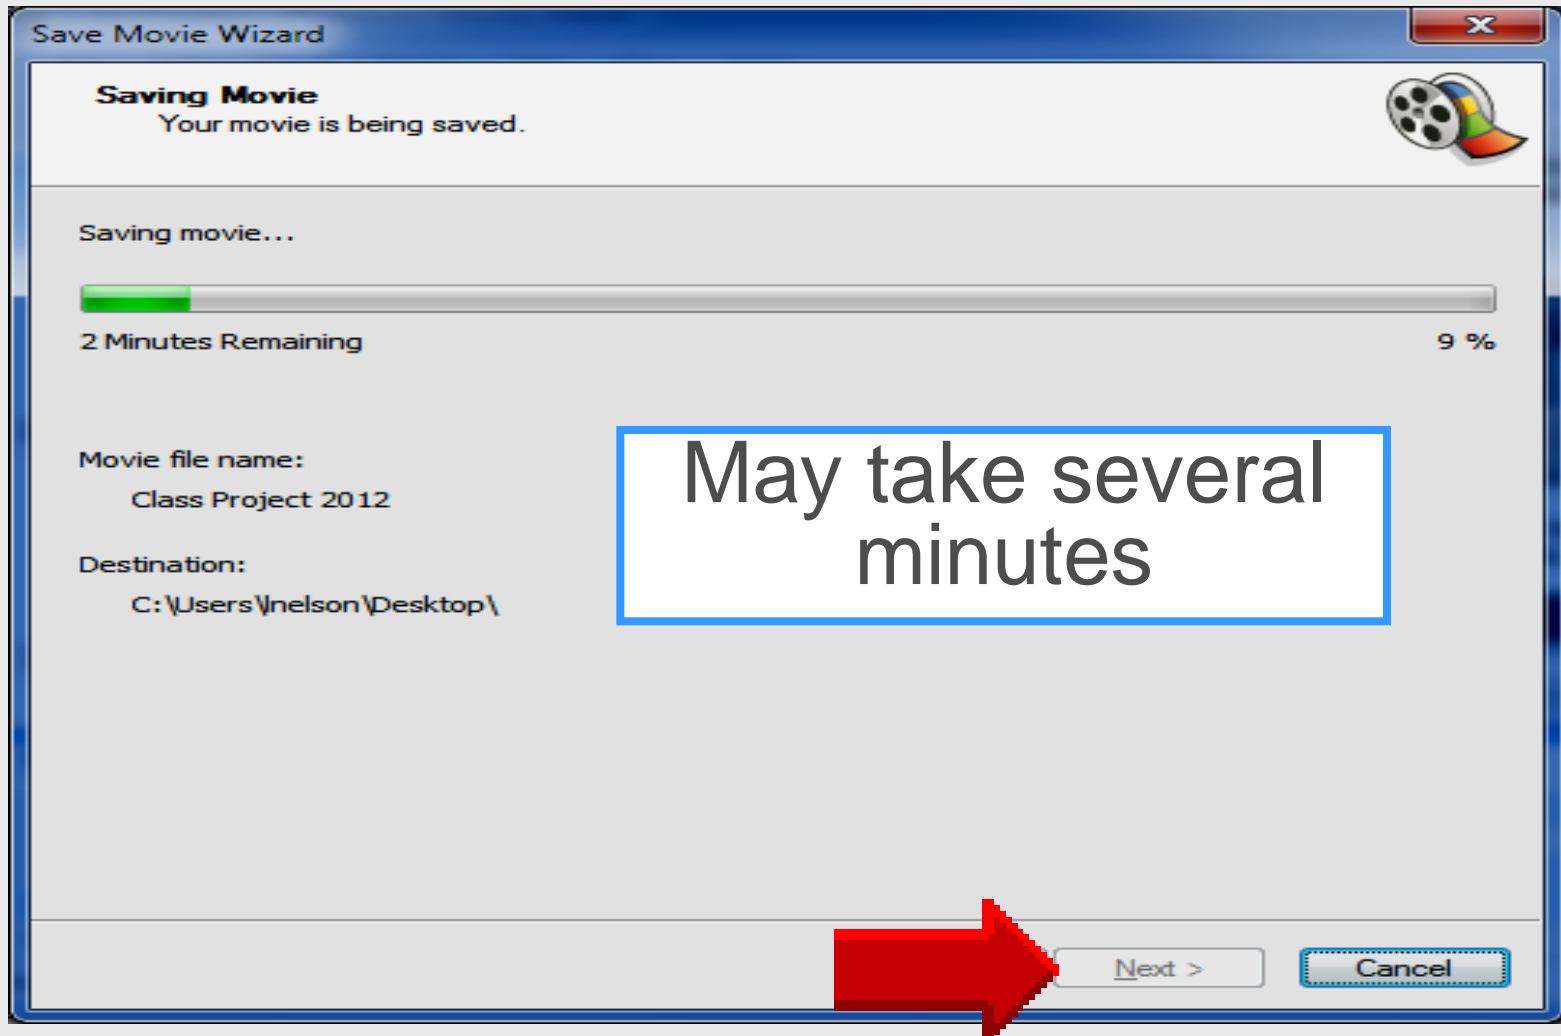 Save Movie Wizard
Saving Movie
Your movie is being saved.
Saving movie...
2 Minutes Remaining
9 %
Movie file name:
Class Project 2012
Destination:
C:\Users\lnelson\Desktop\
May take several
minutes
Next >
Cancel